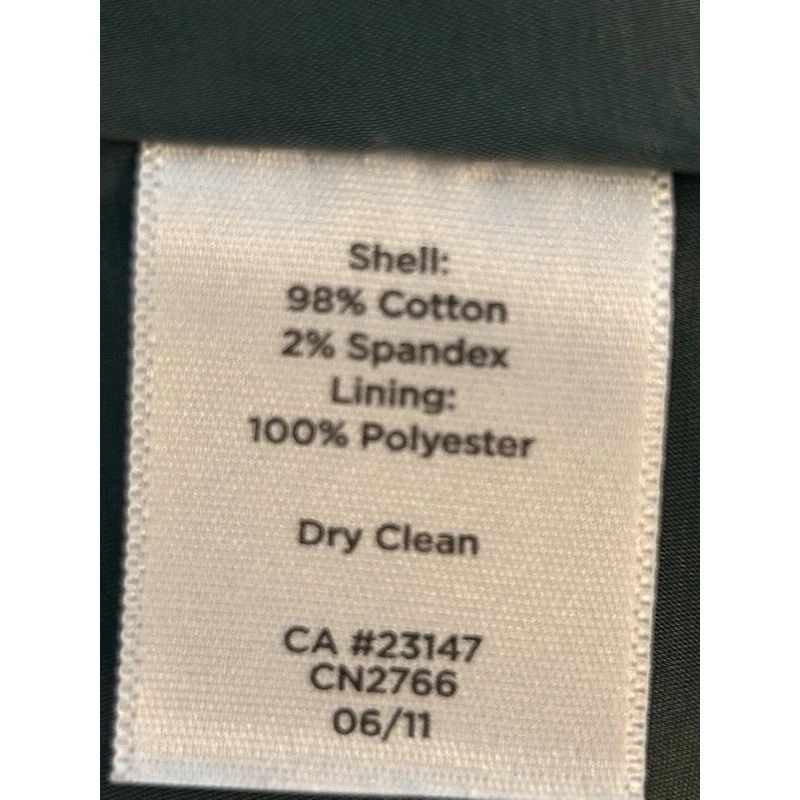 Shell:
98% Cotton
2% Spandex
Lining:
100% Polyester
Dry Clean
CA #23147
CN2766
06/11